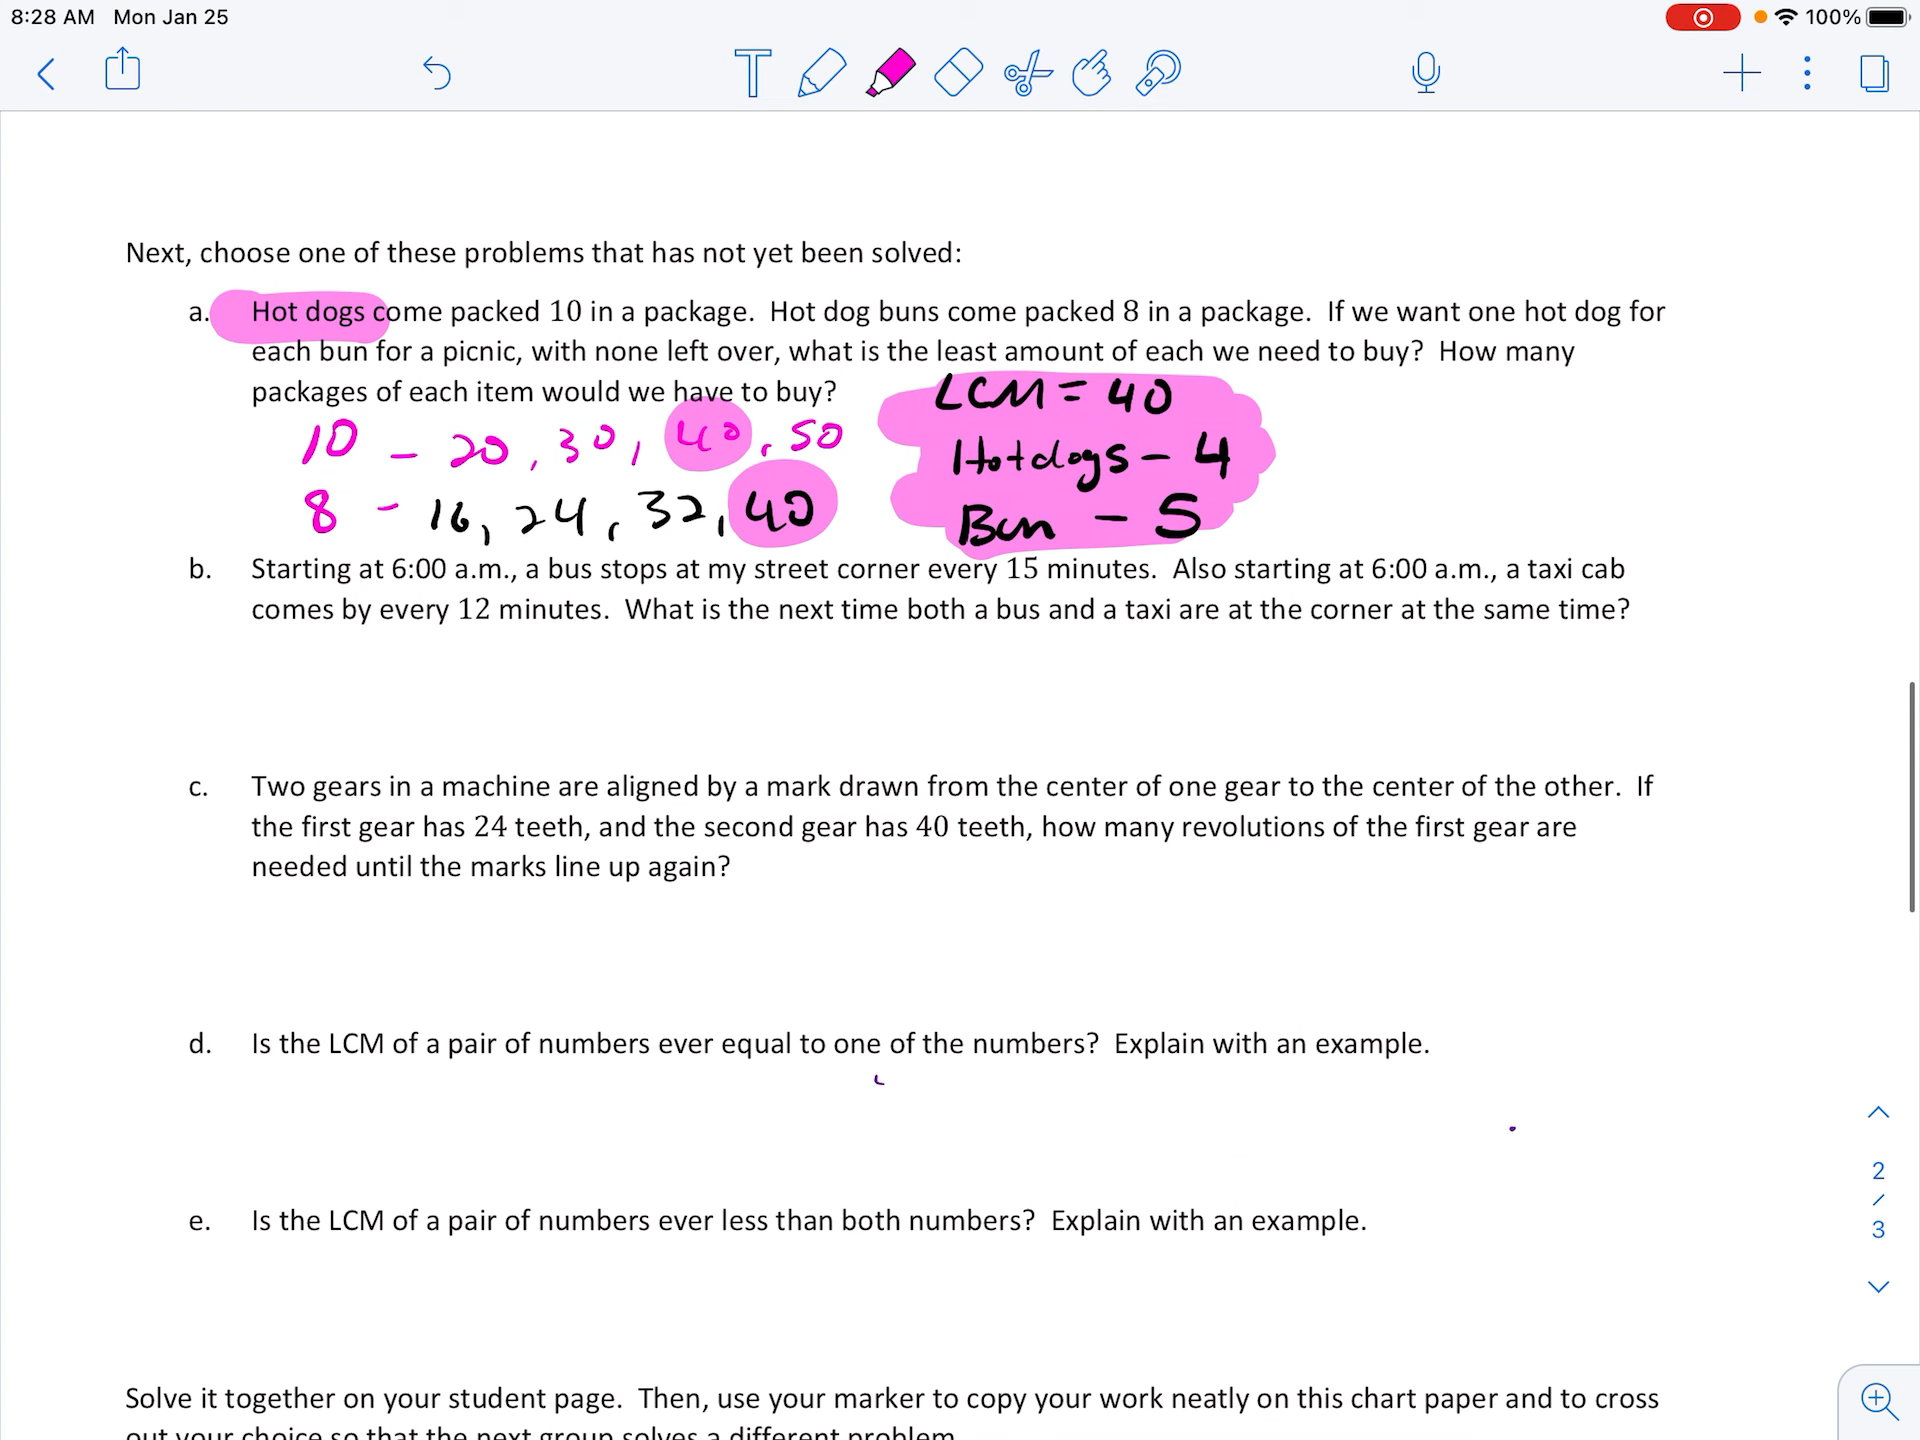 8:28 AM Mon Jan 25
100%
T
Next, choose one of these problems that has not yet been solved:
a. Hot dogs come packed 10 in a package. Hot dog buns come packed 8 in a package. If we want one hot dog for
each bun for a picnic, with none left over, what is the least amount of each we need to buy? How many
packages of each item would we have to buy?
LCM = 40
10 - 20, 30, 40, 50
Hotdogs - 4
8 - 16, 24, 32, 40
Bun - 5
b. Starting at 6:00 a.m., a bus stops at my street corner every 15 minutes. Also starting at 6:00 a.m., a taxi cab
comes by every 12 minutes. What is the next time both a bus and a taxi are at the corner at the same time?
c. Two gears in a machine are aligned by a mark drawn from the center of one gear to the center of the other. If
the first gear has 24 teeth, and the second gear has 40 teeth, how many revolutions of the first gear are
needed until the marks line up again?
d. Is the LCM of a pair of numbers ever equal to one of the numbers? Explain with an example.
2
/
3
e. Is the LCM of a pair of numbers ever less than both numbers? Explain with an example.
Solve it together on your student page. Then, use your marker to copy your work neatly on this chart paper and to cross
out your choice so that the next group solves a different problem.